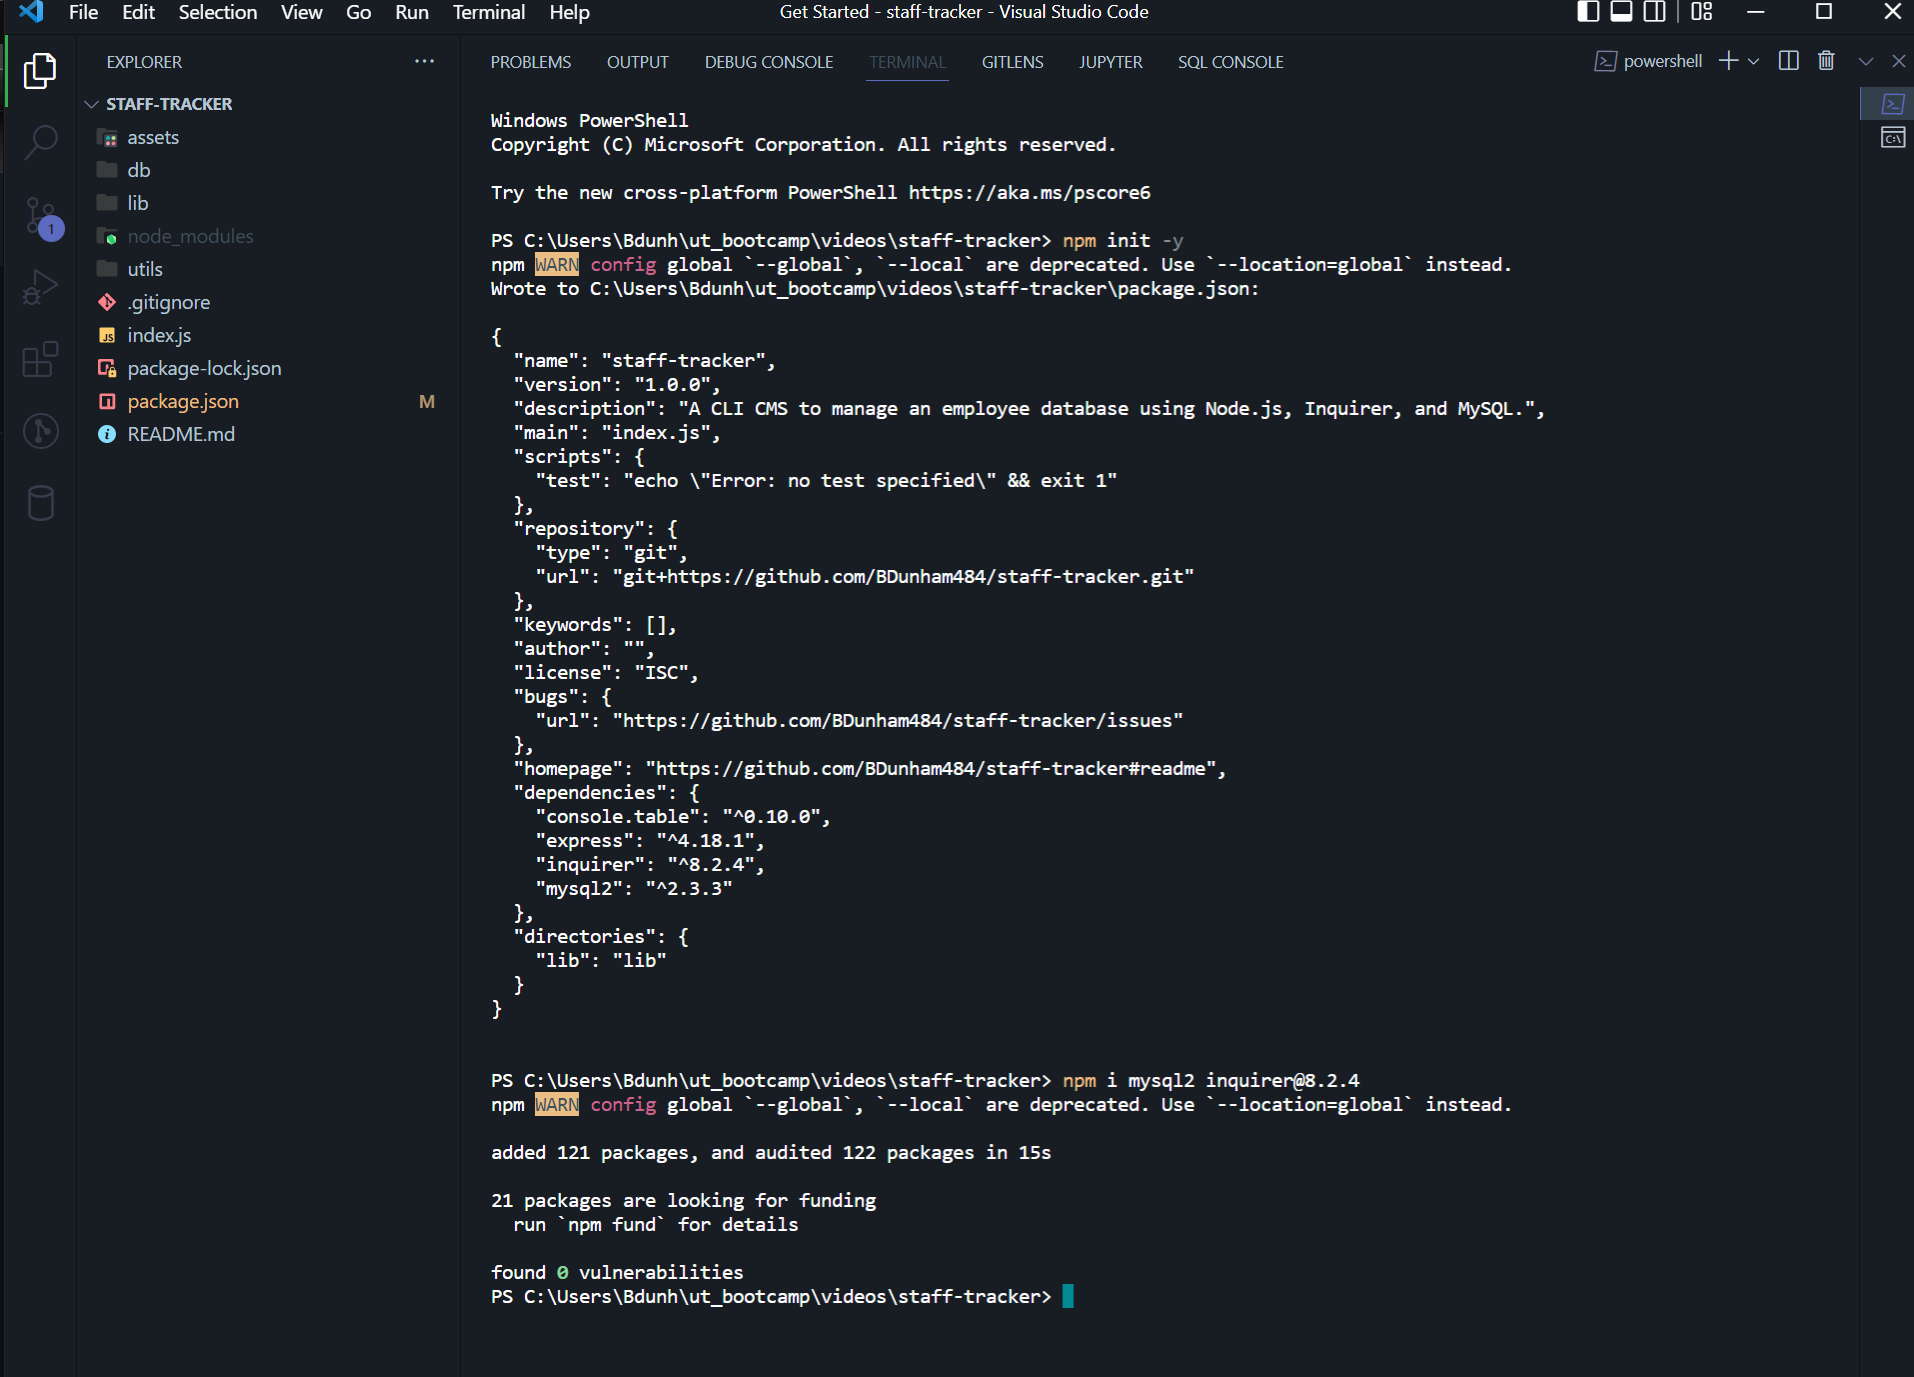 File Edit Selection View Go Run Terminal Help
Get Started - staff-tracker - Visual Studio Code
EXPLORER
STAFF-TRACKER
assets
db
lib
node_modules
utils
.gitignore
JS index.js
package-lock.json
package.json M
README.md
1
PROBLEMS OUTPUT DEBUG CONSOLE TERMINAL GITLENS JUPYTER SQL CONSOLE
powershell
Windows PowerShell
Copyright (C) Microsoft Corporation. All rights reserved.
Try the new cross-platform PowerShell https://aka.ms/pscore6
PS C:\Users\Bdunh\ut_bootcamp\videos\staff-tracker> npm init -y
npm WARN config global `--global`, `--local` are deprecated. Use `--location=global` instead.
Wrote to C:\Users\Bdunh\ut_bootcamp\videos\staff-tracker\package.json:
{
"name": "staff-tracker",
"version": "1.0.0",
"description": "A CLI CMS to manage an employee database using Node.js, Inquirer, and MySQL.",
"main": "index.js",
"scripts": {
"test": "echo \"Error: no test specified\" && exit 1"
},
"repository": {
"type": "git",
"url": "git+https://github.com/BDunham484/staff-tracker.git"
},
"keywords": [],
"author": "",
"license": "ISC",
"bugs": {
"url": "https://github.com/BDunham484/staff-tracker/issues"
},
"homepage": "https://github.com/BDunham484/staff-tracker#readme",
"dependencies": {
"console.table": "^0.10.0",
"express": "^4.18.1",
"inquirer": "^8.2.4",
"mysql2": "^2.3.3"
},
"directories": {
"lib": "lib"
}
}
PS C:\Users\Bdunh\ut_bootcamp\videos\staff-tracker> npm i mysql2 inquirer@8.2.4
npm WARN config global `--global`, `--local` are deprecated. Use `--location=global` instead.
added 121 packages, and audited 122 packages in 15s
21 packages are looking for funding
run `npm fund` for details
found 0 vulnerabilities
PS C:\Users\Bdunh\ut_bootcamp\videos\staff-tracker>